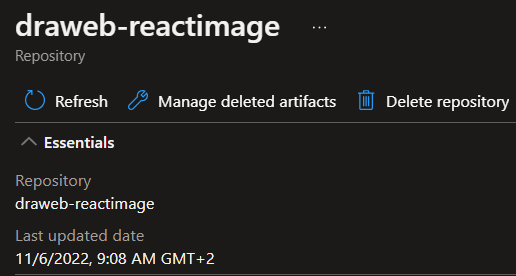 draweb-reactimage ...
Repository
Refresh Manage deleted artifacts Delete repository
Essentials
Repository
draweb-reactimage
Last updated date
11/6/2022, 9:08 AM GMT+2